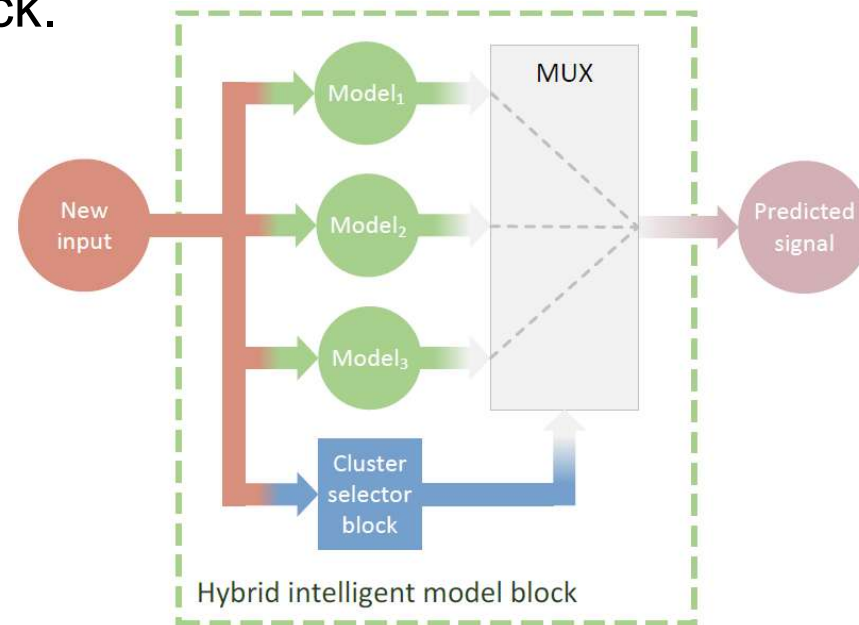 ck.
MUX
Model₁
New
input
Model₂
Predicted
signal
Model₃
Cluster
selector
block
Hybrid intelligent model block